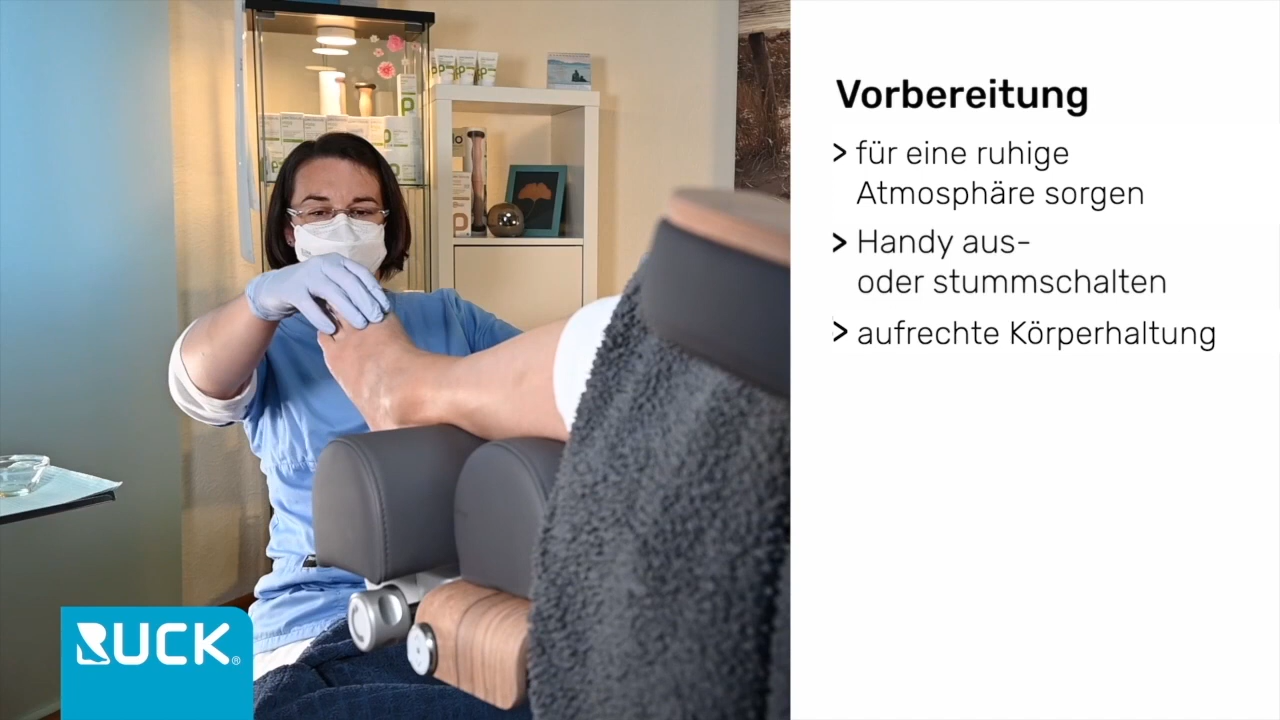 Vorbereitung
> für eine ruhige
Atmosphäre sorgen
> Handy aus-
oder stummschalten
> aufrechte Körperhaltung
RUCK®